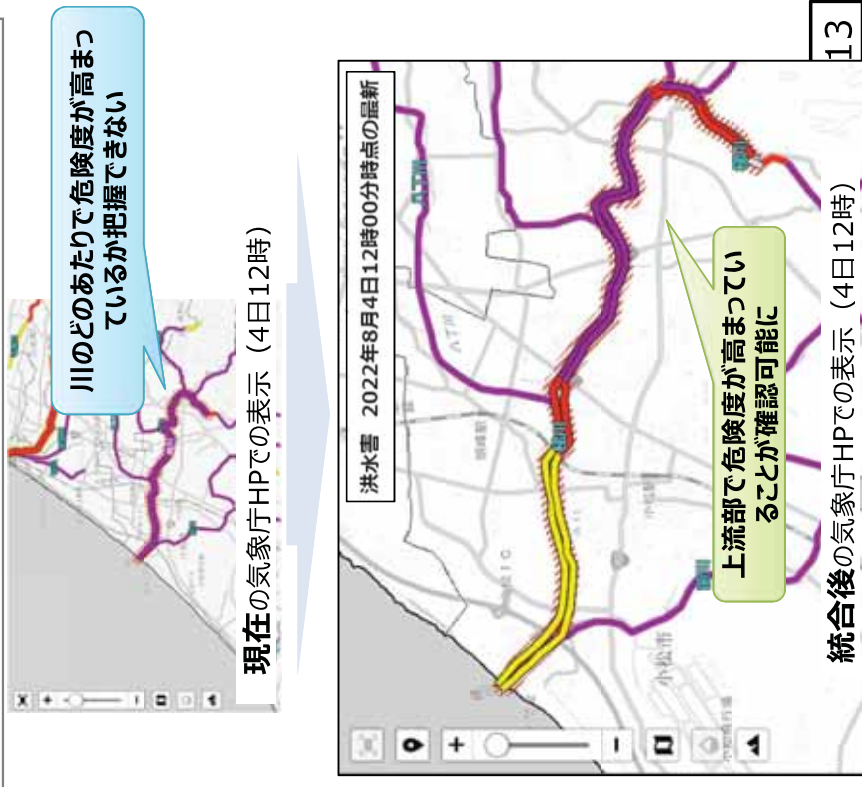 川のどのあたりで危険度が高まっ
ているか把握できない
現在の気象庁HPでの表示（4日12時）
洪水害　2022年8月4日12時00分時点の最新
八丁川
小松市
上流部で危険度が高まってい
ることが確認可能に
統合後の気象庁HPでの表示（4日12時）
13